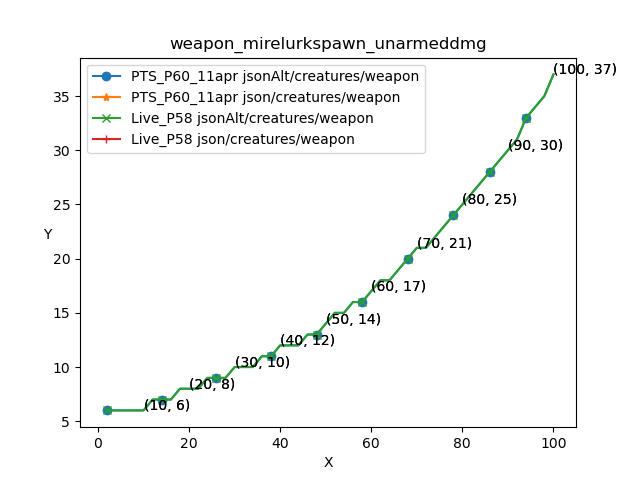 weapon_mirelurkspawn_unarmeddmg
PTS_P60_11apr jsonAlt/creatures/weapon
PTS_P60_11apr json/creatures/weapon
Live_P58 jsonAlt/creatures/weapon
Live_P58 json/creatures/weapon
(100, 37)
(90, 30)
(80, 25)
(70, 21)
(60, 17)
(50, 14)
(40, 12)
(30, 10)
(20, 8)
(10, 6)
35
30
25
20
15
10
5
Y
0 20 40 60 80 100
X